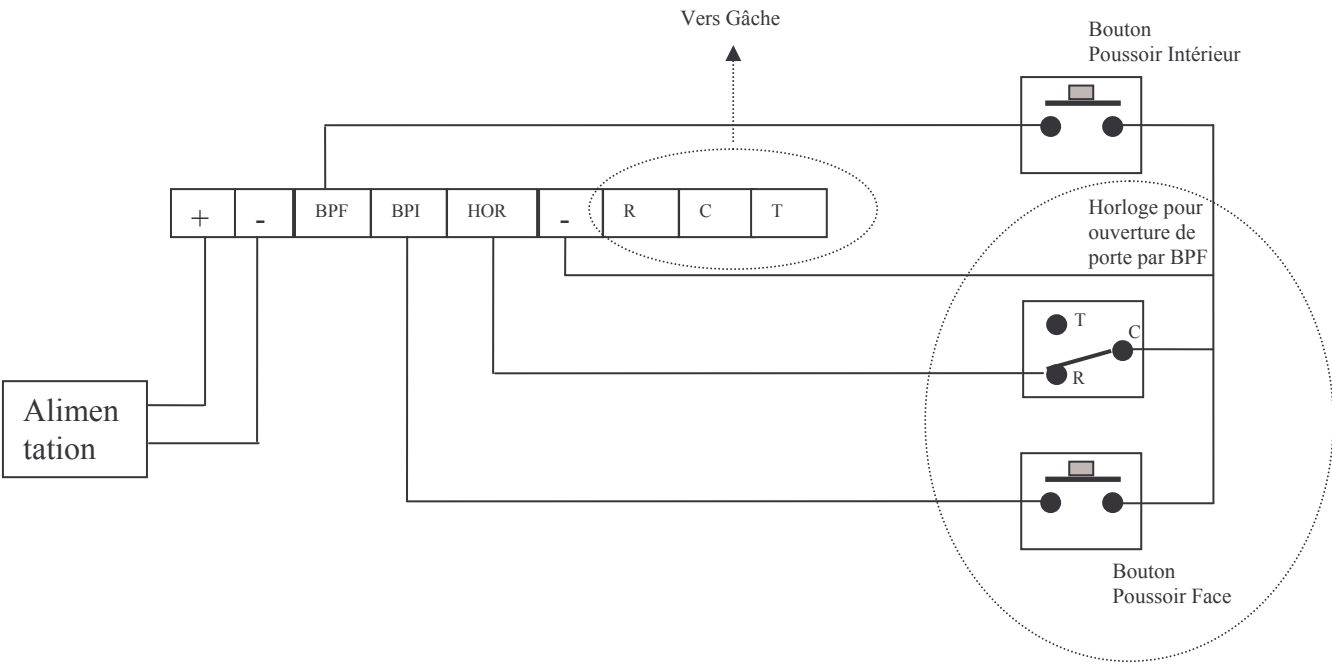 Vers Gâche
Bouton
Poussoir Intérieur
+ - BPF BPI HOR - R C T
Horloge pour
ouverture de
porte par BPF
T
C
R
Alimen
tation
Bouton
Poussoir Face